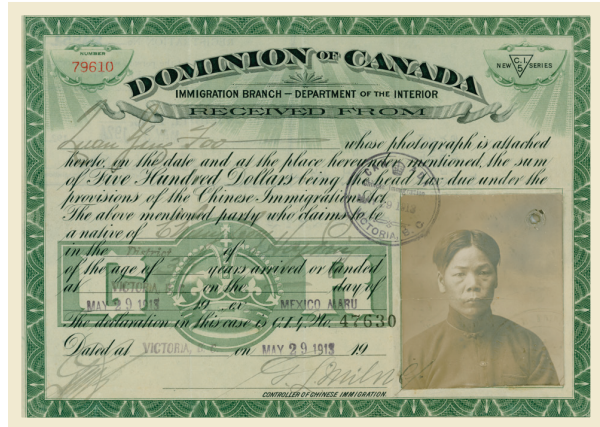 NUMBER
79610
DOMINION OF CANADA
NEW C.I. 5 SERIES
IMMIGRATION BRANCH – DEPARTMENT OF THE INTERIOR
RECEIVED FROM
whose photograph is attached
hereto, on the date and at the place hereunder mentioned, the sum
of Five Hundred Dollars being the head tax due under the
provisions of the Chinese Immigration Act.
The above mentioned party who claims to be
a native of
in the of
of the age of years arrived or landed
at VICTORIA, B.C. on the day of
MAY 29 1913 19 ex MEXICO MARU
The declaration in this case is C.I.4, No. 47630
Dated at VICTORIA, B.C. on MAY 29 1913 19
CONTROLLER OF CHINESE IMMIGRATION